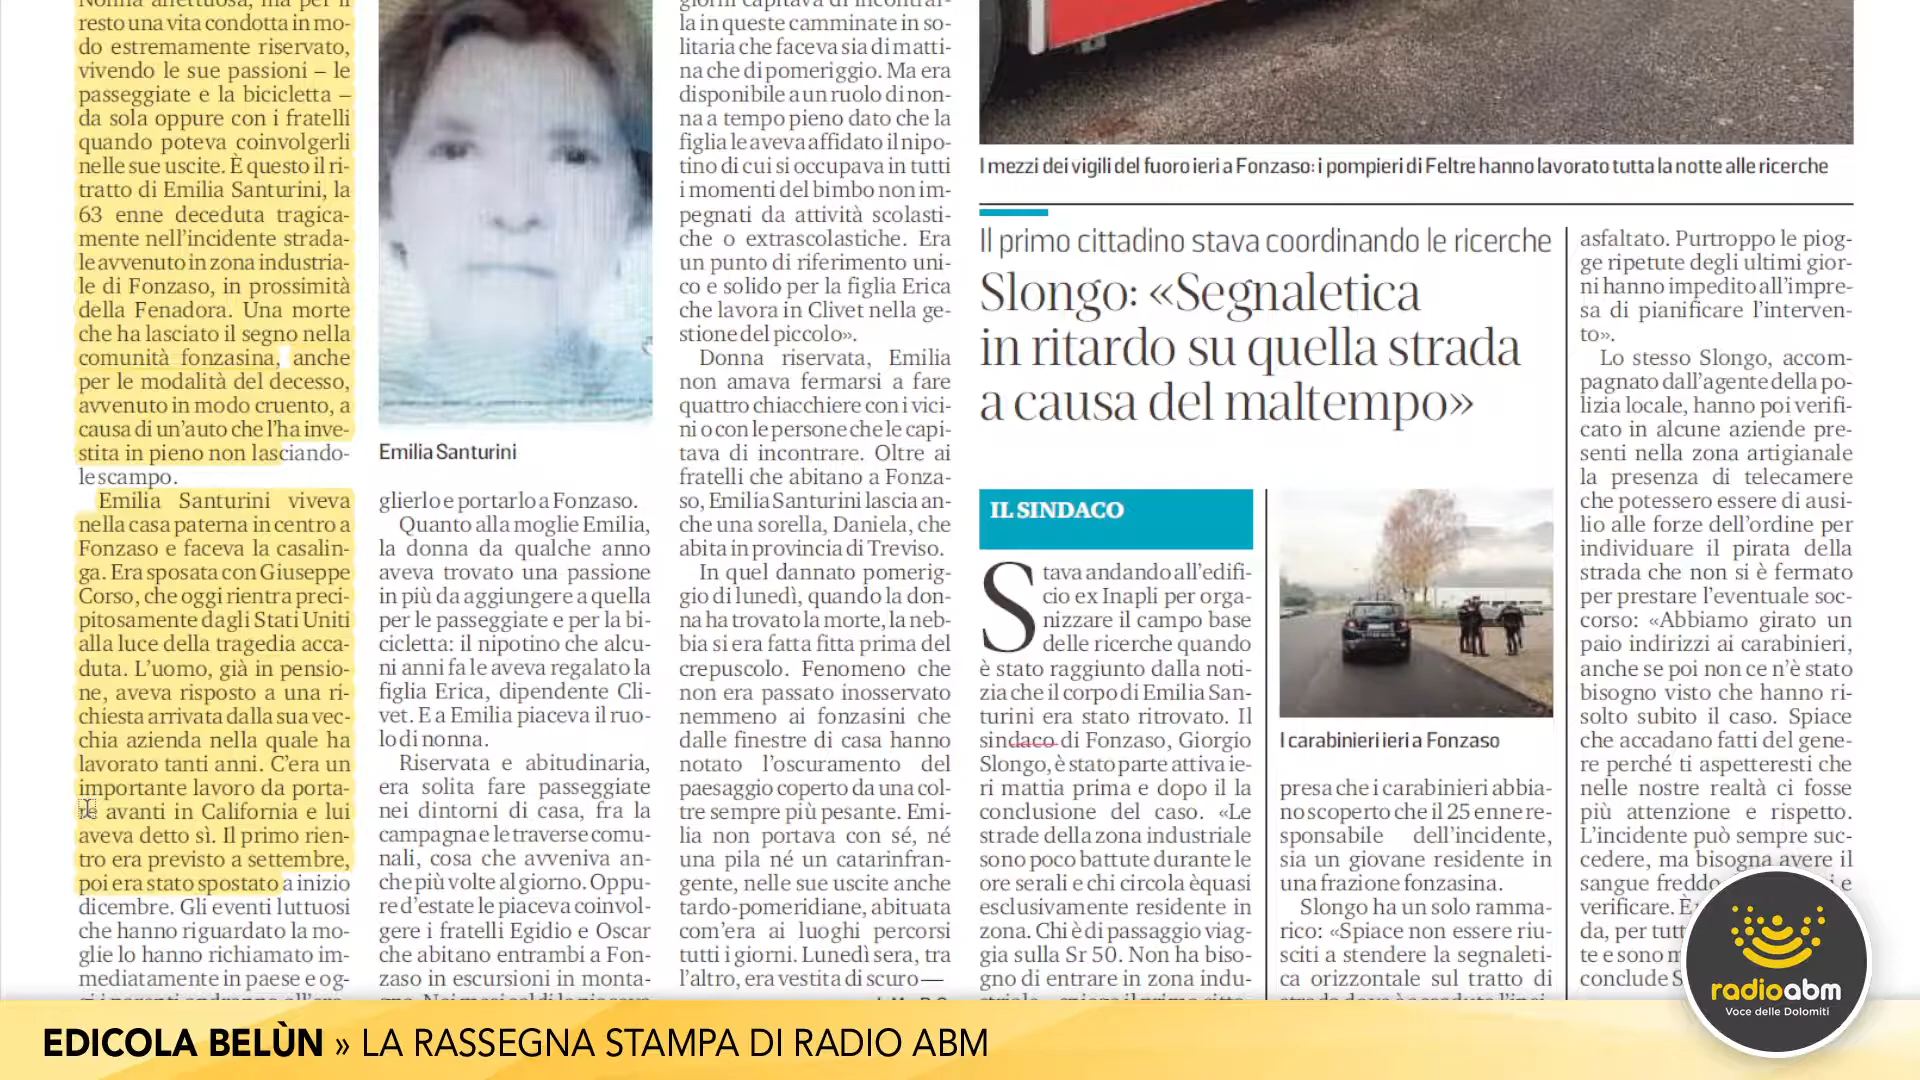 Nonna affettuosa, ma per il
resto una vita condotta in mo-
do estremamente riservato,
vivendo le sue passioni – le
passeggiate e la bicicletta –
da sola oppure con i fratelli
quando poteva coinvolgerli
nelle sue uscite. È questo il ri-
tratto di Emilia Santurini, la
63 enne deceduta tragica-
mente nell'incidente strada-
le avvenuto in zona industria-
le di Fonzaso, in prossimità
della Fenadora. Una morte
che ha lasciato il segno nella
comunità fonzasina, anche
per le modalità del decesso,
avvenuto in modo cruento, a
causa di un'auto che l'ha inve-
stita in pieno non lasciando-
le scampo.
Emilia Santurini viveva
nella casa paterna in centro a
Fonzaso e faceva la casalin-
ga. Era sposata con Giuseppe
Corso, che oggi rientra preci-
pitosamente dagli Stati Uniti
alla luce della tragedia acca-
duta. L'uomo, già in pensio-
ne, aveva risposto a una ri-
chiesta arrivata dalla sua vec-
chia azienda nella quale ha
lavorato tanti anni. C'era un
importante lavoro da porta-
re avanti in California e lui
aveva detto sì. Il primo rien-
tro era previsto a settembre,
poi era stato spostato a inizio
dicembre. Gli eventi luttuosi
che hanno riguardato la mo-
glie lo hanno richiamato im-
mediatamente in paese e og-
Emilia Santurini
glierlo e portarlo a Fonzaso.
Quanto alla moglie Emilia,
la donna da qualche anno
aveva trovato una passione
in più da aggiungere a quella
per le passeggiate e per la bi-
cicletta: il nipotino che alcu-
ni anni fa le aveva regalato la
figlia Erica, dipendente Cli-
vet. E a Emilia piaceva il ruo-
lo di nonna.
Riservata e abitudinaria,
era solita fare passeggiate
nei dintorni di casa, fra la
campagna e le traverse comu-
nali, cosa che avveniva an-
che più volte al giorno. Oppu-
re d'estate le piaceva coinvol-
gere i fratelli Egidio e Oscar
che abitano entrambi a Fon-
zaso in escursioni in monta-
giorni capitava di incontrar-
la in queste camminate in so-
litaria che faceva sia di matti-
na che di pomeriggio. Ma era
disponibile a un ruolo di non-
na a tempo pieno dato che la
figlia le aveva affidato il nipo-
tino di cui si occupava in tutti
i momenti del bimbo non im-
pegnati da attività scolasti-
che o extrascolastiche. Era
un punto di riferimento uni-
co e solido per la figlia Erica
che lavora in Clivet nella ge-
stione del piccolo».
Donna riservata, Emilia
non amava fermarsi a fare
quattro chiacchiere con i vici-
ni o con le persone che le capi-
tava di incontrare. Oltre ai
fratelli che abitano a Fonza-
so, Emilia Santurini lascia an-
che una sorella, Daniela, che
abita in provincia di Treviso.
In quel dannato pomerig-
gio di lunedì, quando la don-
na ha trovato la morte, la neb-
bia si era fatta fitta prima del
crepuscolo. Fenomeno che
non era passato inosservato
nemmeno ai fonzasini che
dalle finestre di casa hanno
notato l'oscuramento del
paesaggio coperto da una col-
tre sempre più pesante. Emi-
lia non portava con sé, né
una pila né un catarinfran-
gente, nelle sue uscite anche
tardo-pomeridiane, abituata
com'era ai luoghi percorsi
tutti i giorni. Lunedì sera, tra
l'altro, era vestita di scuro —
I mezzi dei vigili del fuoro ieri a Fonzaso: i pompieri di Feltre hanno lavorato tutta la notte alle ricerche
Il primo cittadino stava coordinando le ricerche
Slongo: «Segnaletica
in ritardo su quella strada
a causa del maltempo»
IL SINDACO
Stava andando all'edifi-
cio ex Inapli per orga-
nizzare il campo base
delle ricerche quando
è stato raggiunto dalla noti-
zia che il corpo di Emilia San-
turini era stato ritrovato. Il
sindaco di Fonzaso, Giorgio
Slongo, è stato parte attiva ie-
ri mattia prima e dopo il la
conclusione del caso. «Le
strade della zona industriale
sono poco battute durante le
ore serali e chi circola èquasi
esclusivamente residente in
zona. Chi è di passaggio viag-
gia sulla Sr 50. Non ha biso-
gno di entrare in zona indu-
I carabinieri ieri a Fonzaso
presa che i carabinieri abbia-
no scoperto che il 25 enne re-
sponsabile dell'incidente,
sia un giovane residente in
una frazione fonzasina.
Slongo ha un solo ramma-
rico: «Spiace non essere riu-
sciti a stendere la segnaleti-
ca orizzontale sul tratto di
asfaltato. Purtroppo le piog-
ge ripetute degli ultimi gior-
ni hanno impedito all'impre-
sa di pianificare l'interven-
to».
Lo stesso Slongo, accom-
pagnato dall'agente della po-
lizia locale, hanno poi verifi-
cato in alcune aziende pre-
senti nella zona artigianale
la presenza di telecamere
che potessero essere di ausi-
lio alle forze dell'ordine per
individuare il pirata della
strada che non si è fermato
per prestare l'eventuale soc-
corso: «Abbiamo girato un
paio indirizzi ai carabinieri,
anche se poi non ce n'è stato
bisogno visto che hanno ri-
solto subito il caso. Spiace
che accadano fatti del gene-
re perché ti aspetteresti che
nelle nostre realtà ci fosse
più attenzione e rispetto.
L'incidente può sempre suc-
cedere, ma bisogna avere il
sangue freddo
verificare.
da, per
te e sono
conclude
radioabm
Voce delle Dolomiti
EDICOLA BELÙN » LA RASSEGNA STAMPA DI RADIO ABM